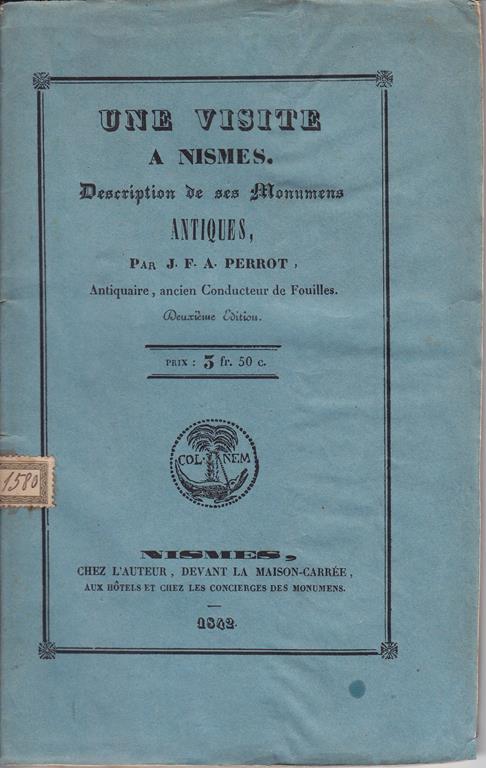 UNE VISITE
A NISMES.
Description de ses Monumens
ANTIQUES,
PAR J. F. A. PERROT,
Antiquaire, ancien Conducteur de Fouilles.
Deuxième Edition.
PRIX : 3 fr. 50 c.
COL NEM
1580
NISMES,
CHEZ L'AUTEUR, DEVANT LA MAISON-CARRÉE,
AUX HÔTELS ET CHEZ LES CONCIERGES DES MONUMENS.
1842.